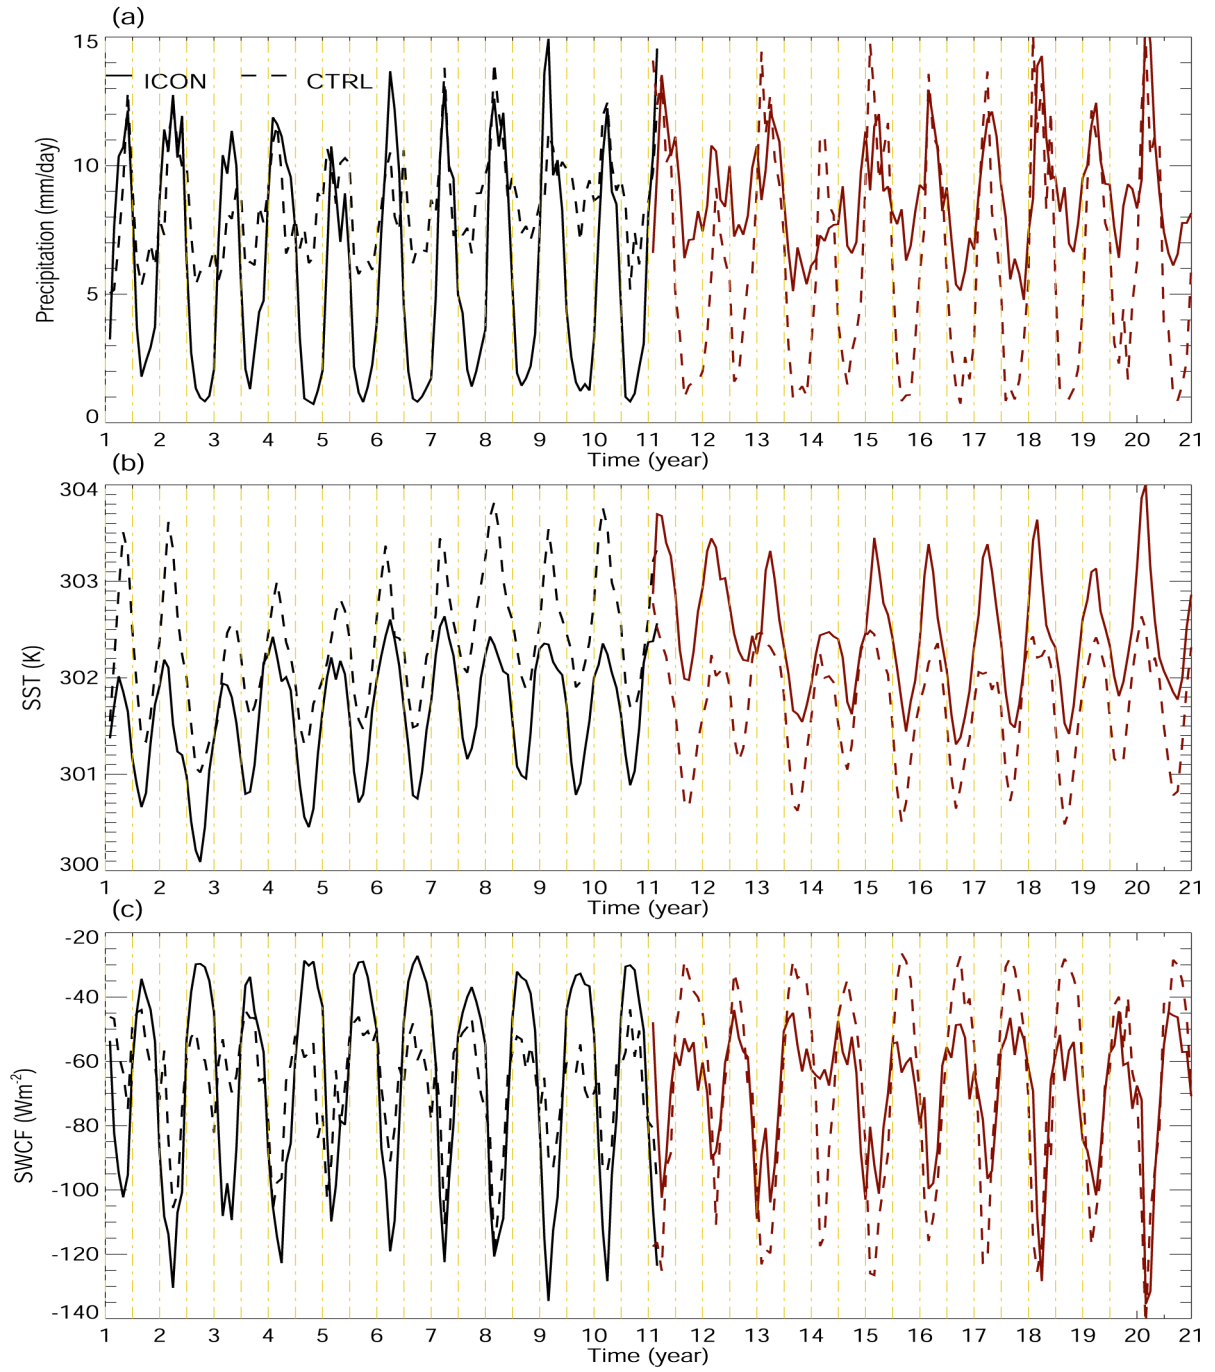 (a)
15
ICON CTRL
10
5
0
Precipitation (mm/day)
1 2 3 4 5 6 7 8 9 10 11 12 13 14 15 16 17 18 19 20 21
Time (year)
(b)
304
303
302
301
300
SST (K)
1 2 3 4 5 6 7 8 9 10 11 12 13 14 15 16 17 18 19 20 21
Time (year)
(c)
-20
-40
-60
-80
-100
-120
-140
SWCF (Wm-2)
1 2 3 4 5 6 7 8 9 10 11 12 13 14 15 16 17 18 19 20 21
Time (year)